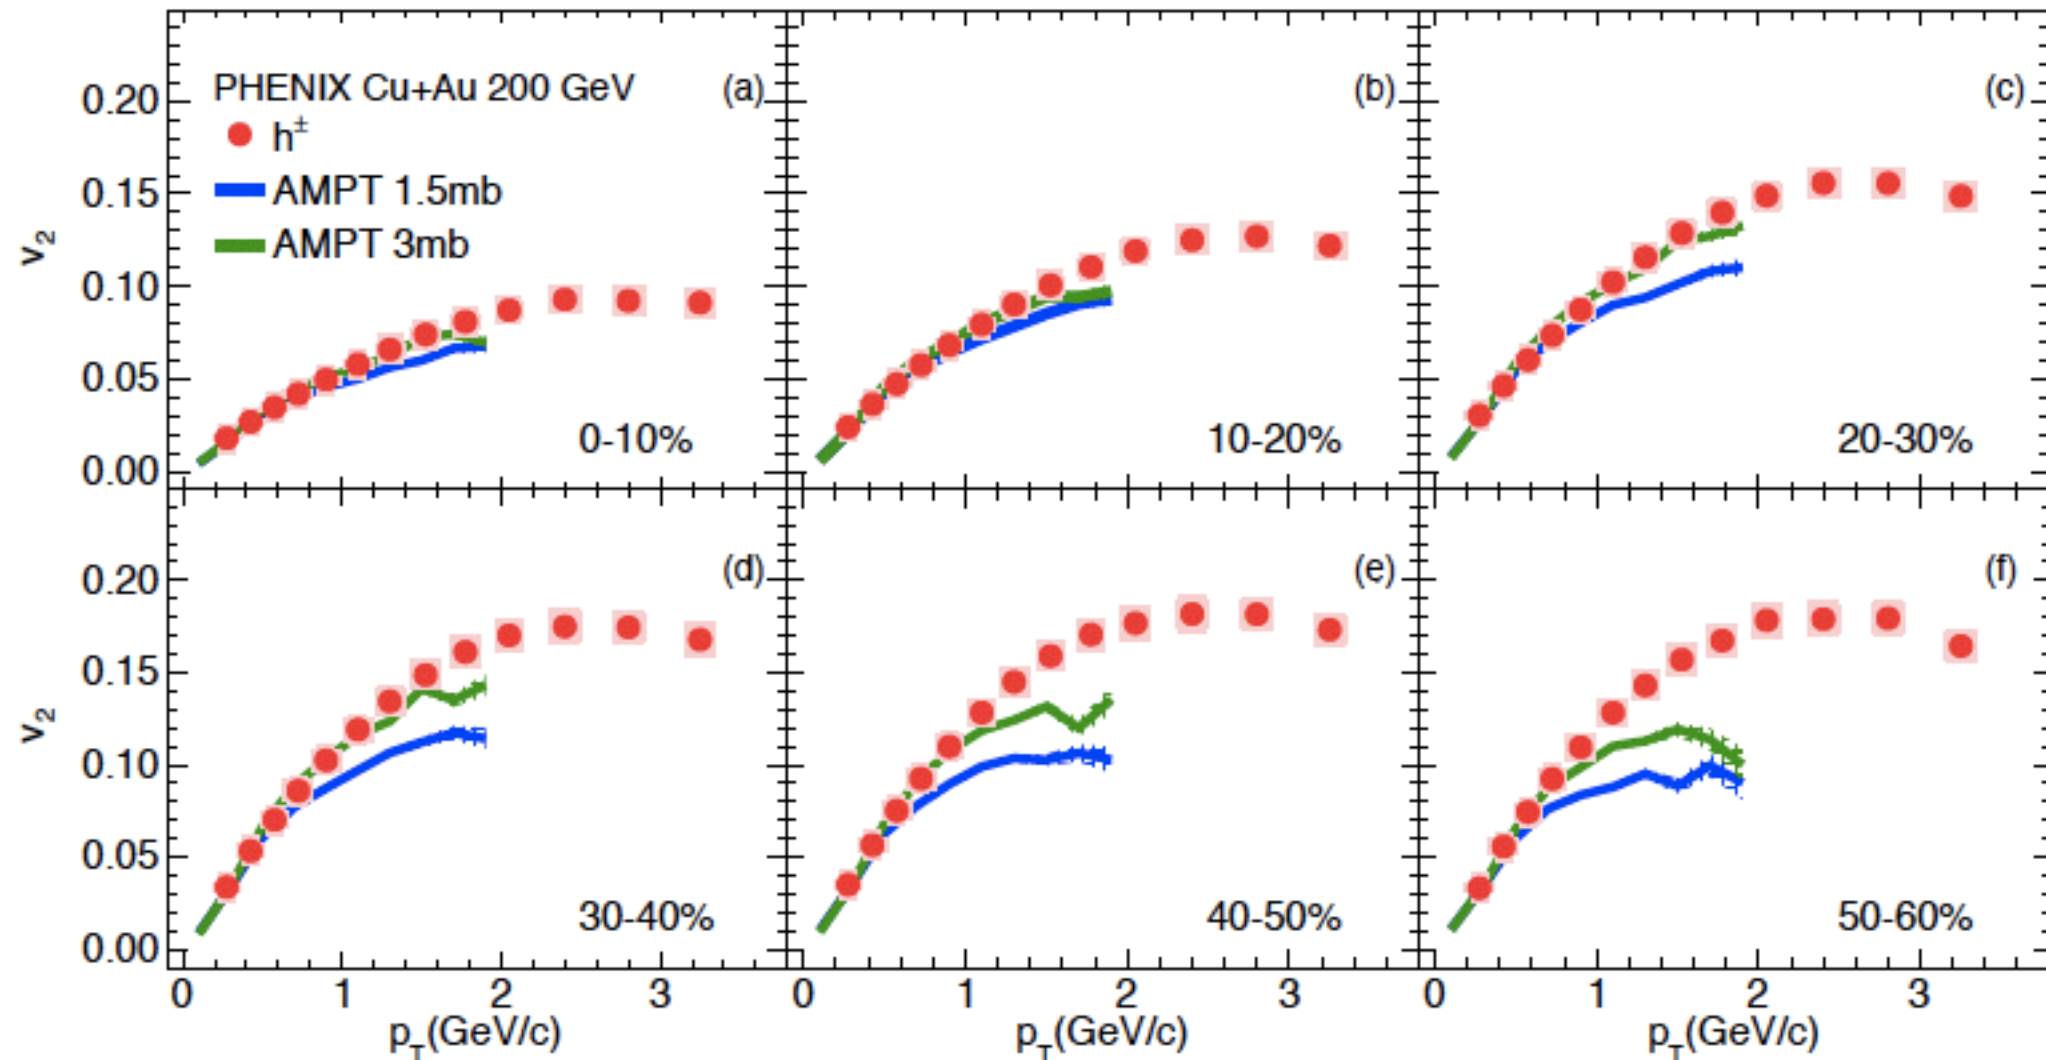 PHENIX Cu+Au 200 GeV
h±
AMPT 1.5mb
AMPT 3mb
(a)
(b)
(c)
v2
0.20
0.15
0.10
0.05
0.00
0-10%
10-20%
20-30%
(d)
(e)
(f)
v2
0.20
0.15
0.10
0.05
0.00
30-40%
40-50%
50-60%
0 1 2 3 0 1 2 3 0 1 2 3
pT(GeV/c) pT(GeV/c) pT(GeV/c)